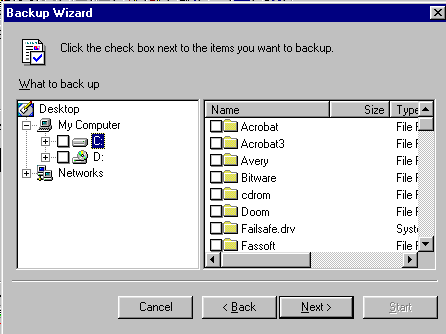 Backup Wizard
Click the check box next to the items you want to backup.
What to back up
Desktop
My Computer
C:
D:
Networks
Name Size Type
Acrobat File F
Acrobat3 File F
Avery File F
Bitware File F
cdrom File F
Doom File F
Failsafe.drv Syst
Fassoft File F
Cancel
< Back
Next >
Start